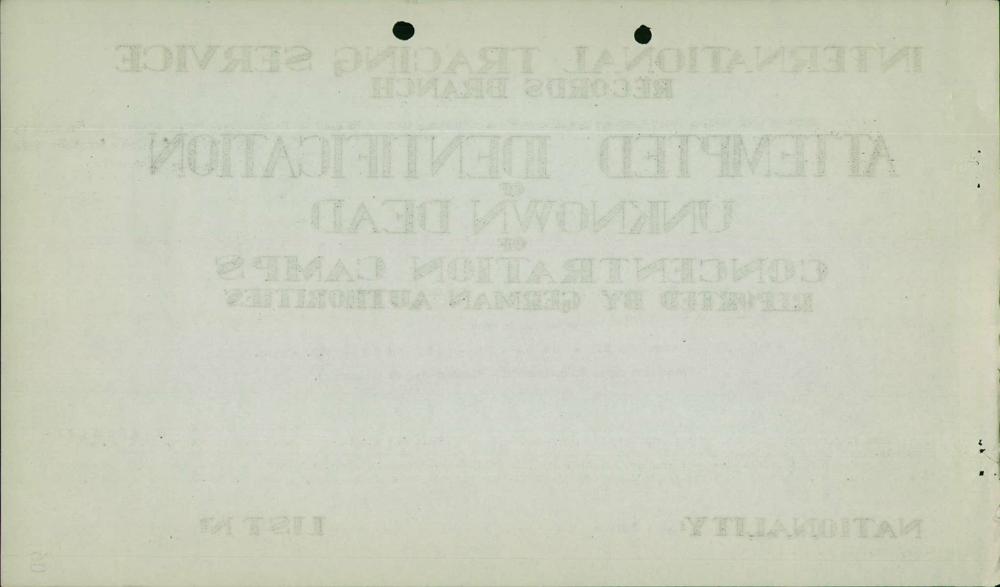 INTERNATIONAL TRACING SERVICE
RECORDS BRANCH
ATTEMPTED IDENTIFICATION
OF
UNKNOWN DEAD
OF
CONCENTRATION CAMPS
REPORTED BY GERMAN AUTHORITIES
NATIONALITY:
LIST Nº